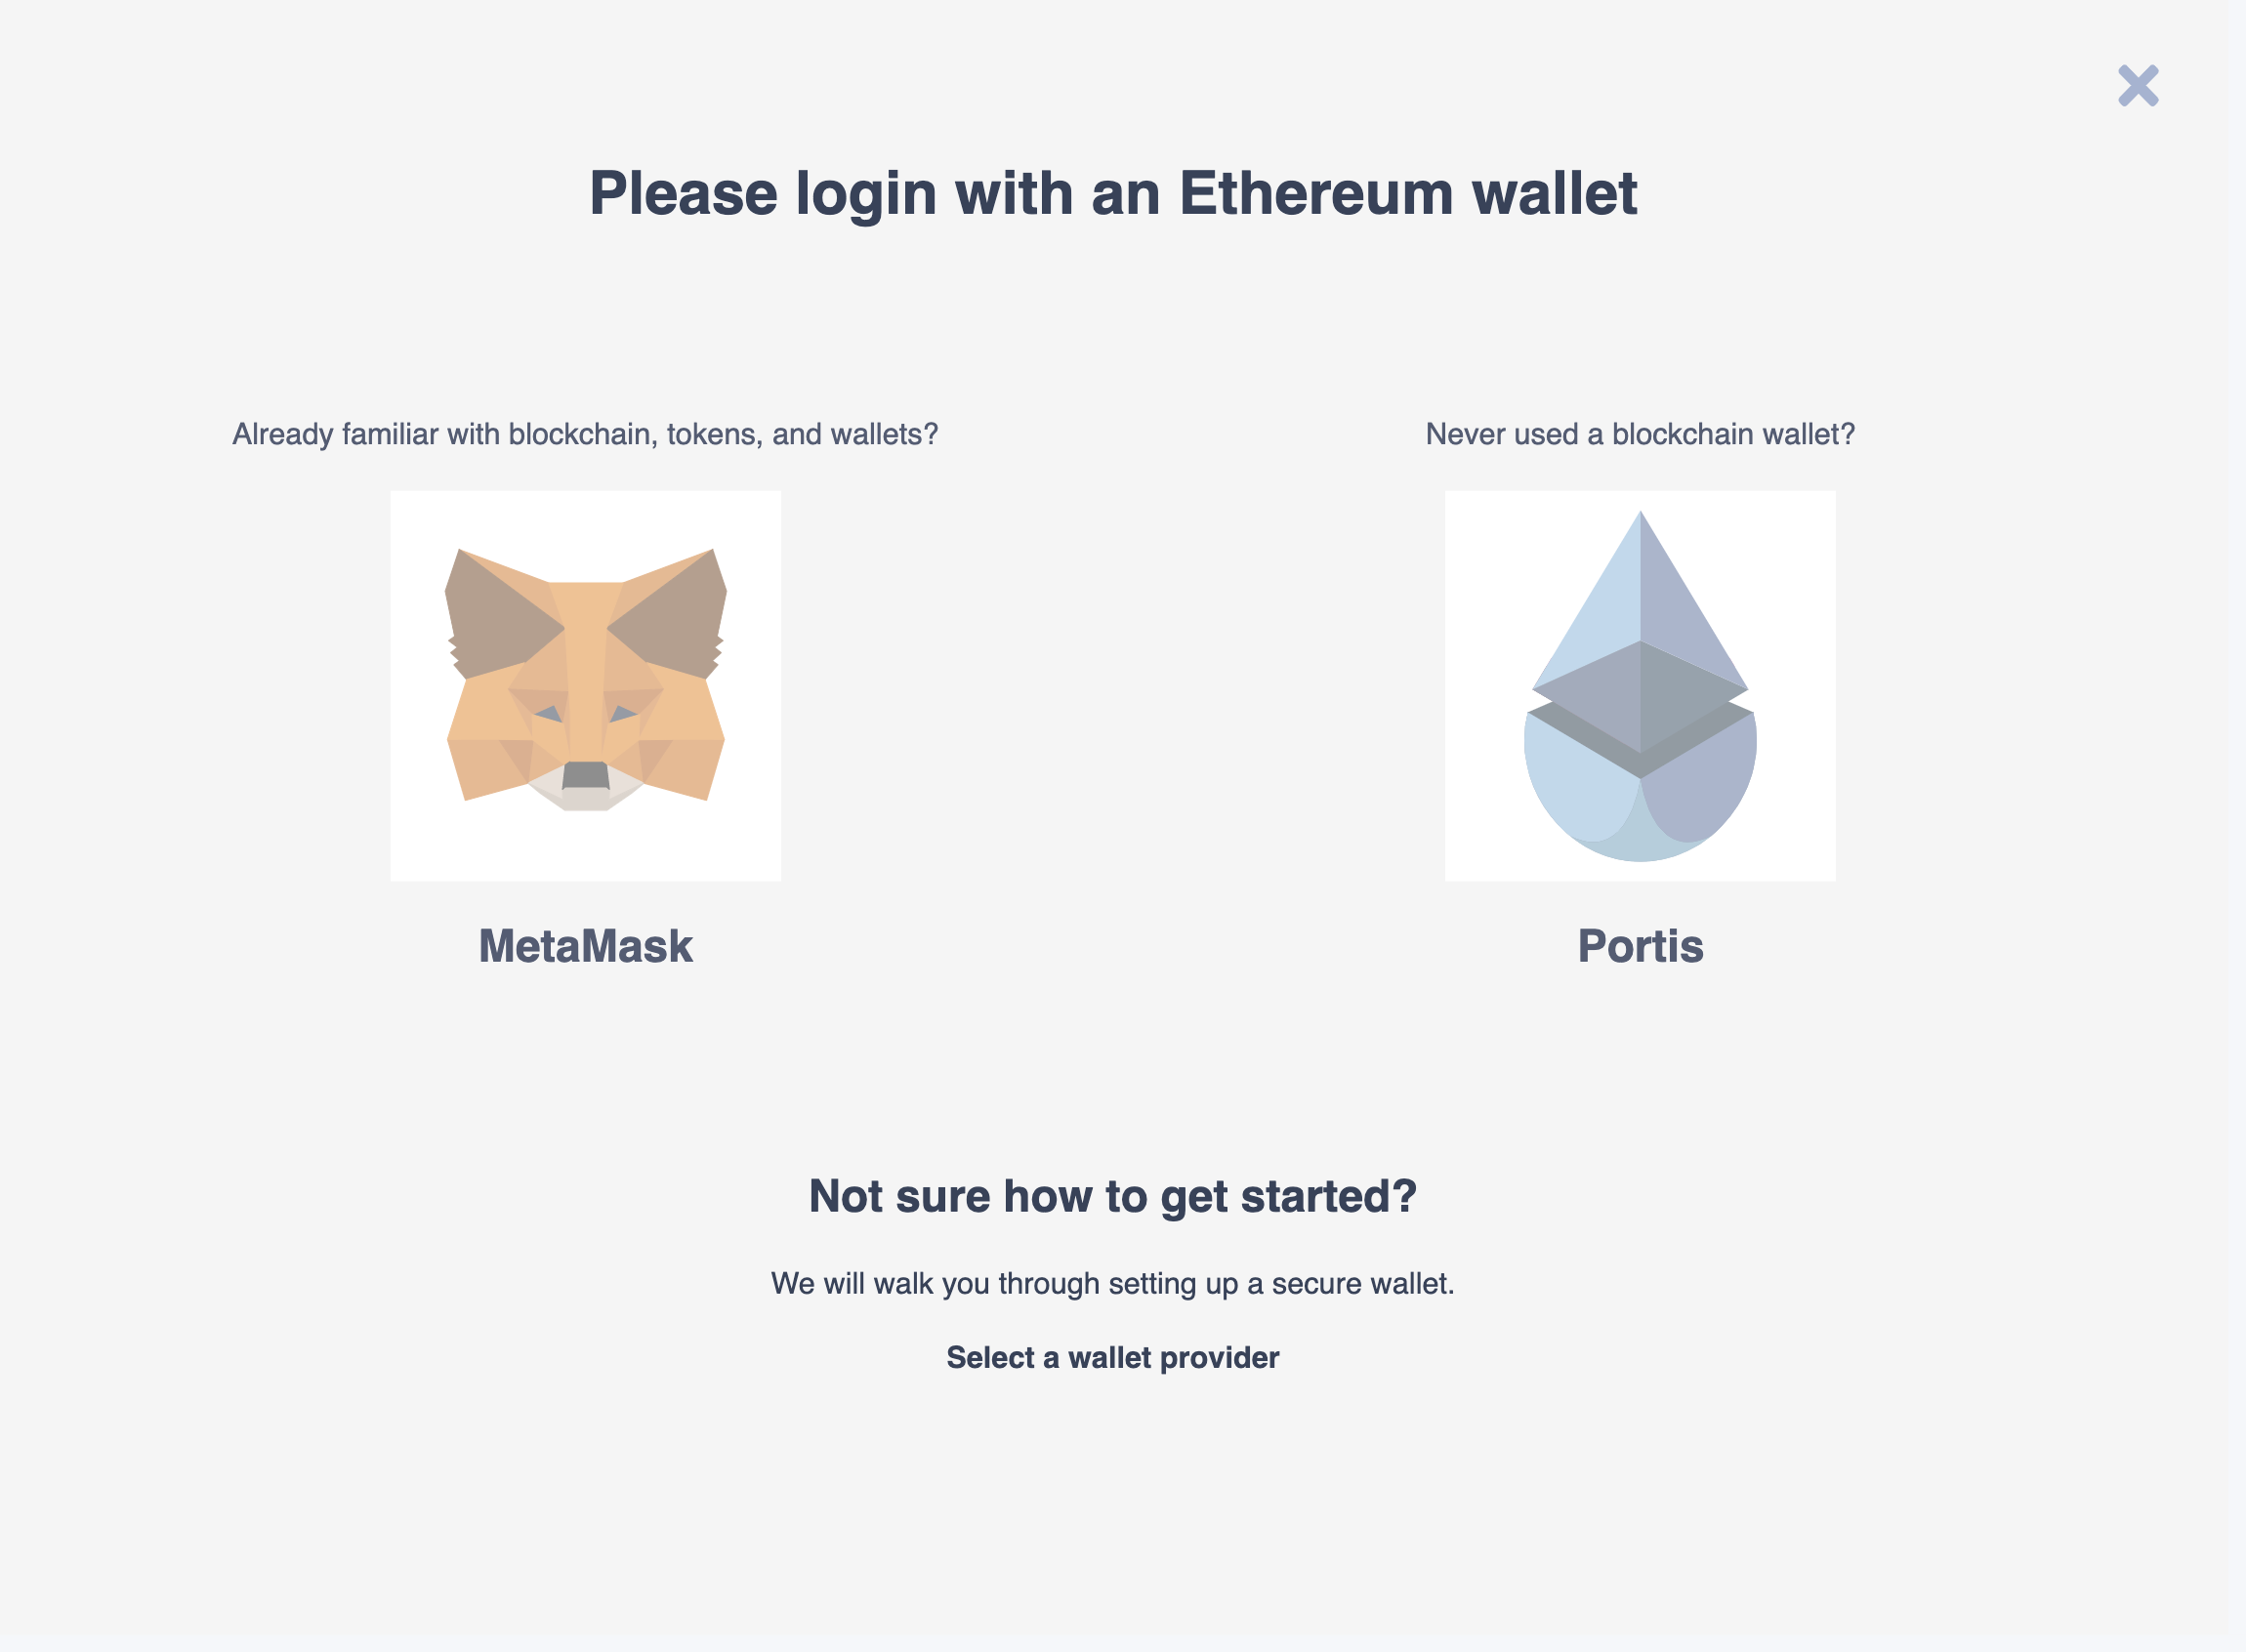 Please login with an Ethereum wallet
Already familiar with blockchain, tokens, and wallets?
MetaMask
Never used a blockchain wallet?
Portis
Not sure how to get started?
We will walk you through setting up a secure wallet.
Select a wallet provider